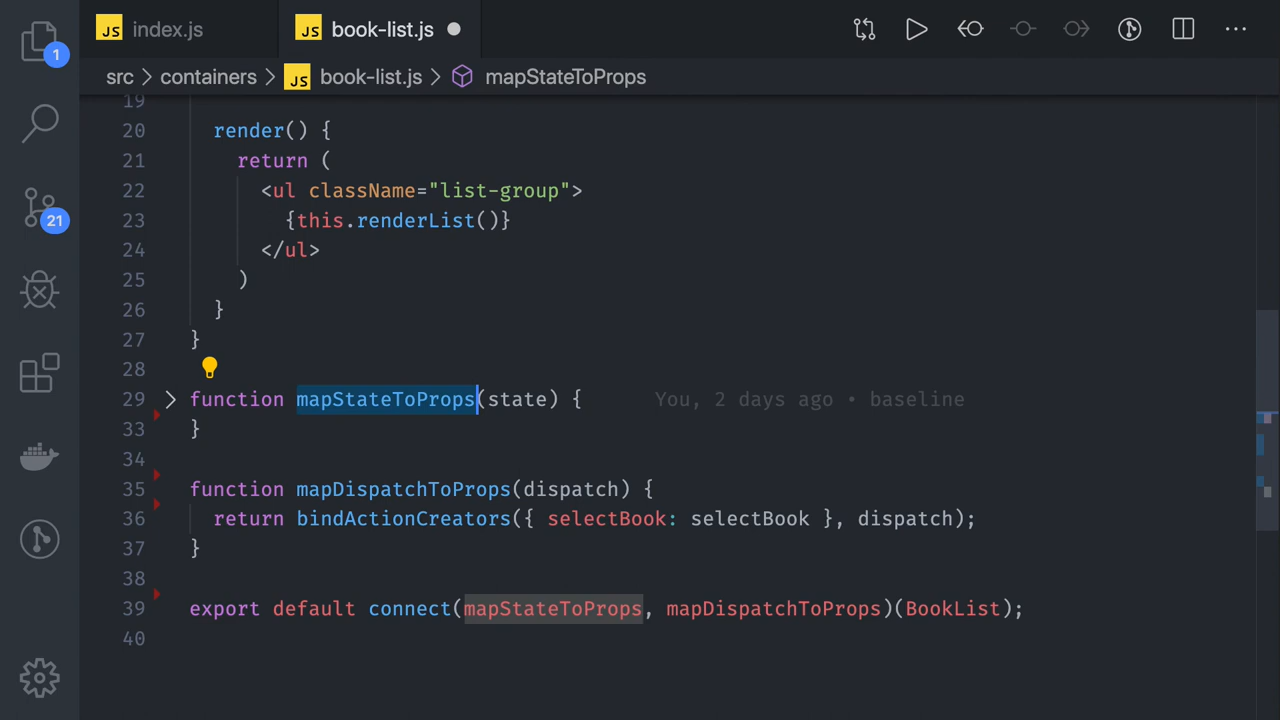 JS index.js JS book-list.js
1
src > containers > JS book-list.js > mapStateToProps
19
20 render() {
21 return (
22 <ul className="list-group">
23 {this.renderList()}
24 </ul>
25 )
26 }
27 }
28
29 function mapStateToProps(state) { You, 2 days ago • baseline
33 }
34
35 function mapDispatchToProps(dispatch) {
36 return bindActionCreators({ selectBook: selectBook }, dispatch);
37 }
38
39 export default connect(mapStateToProps, mapDispatchToProps)(BookList);
40
21